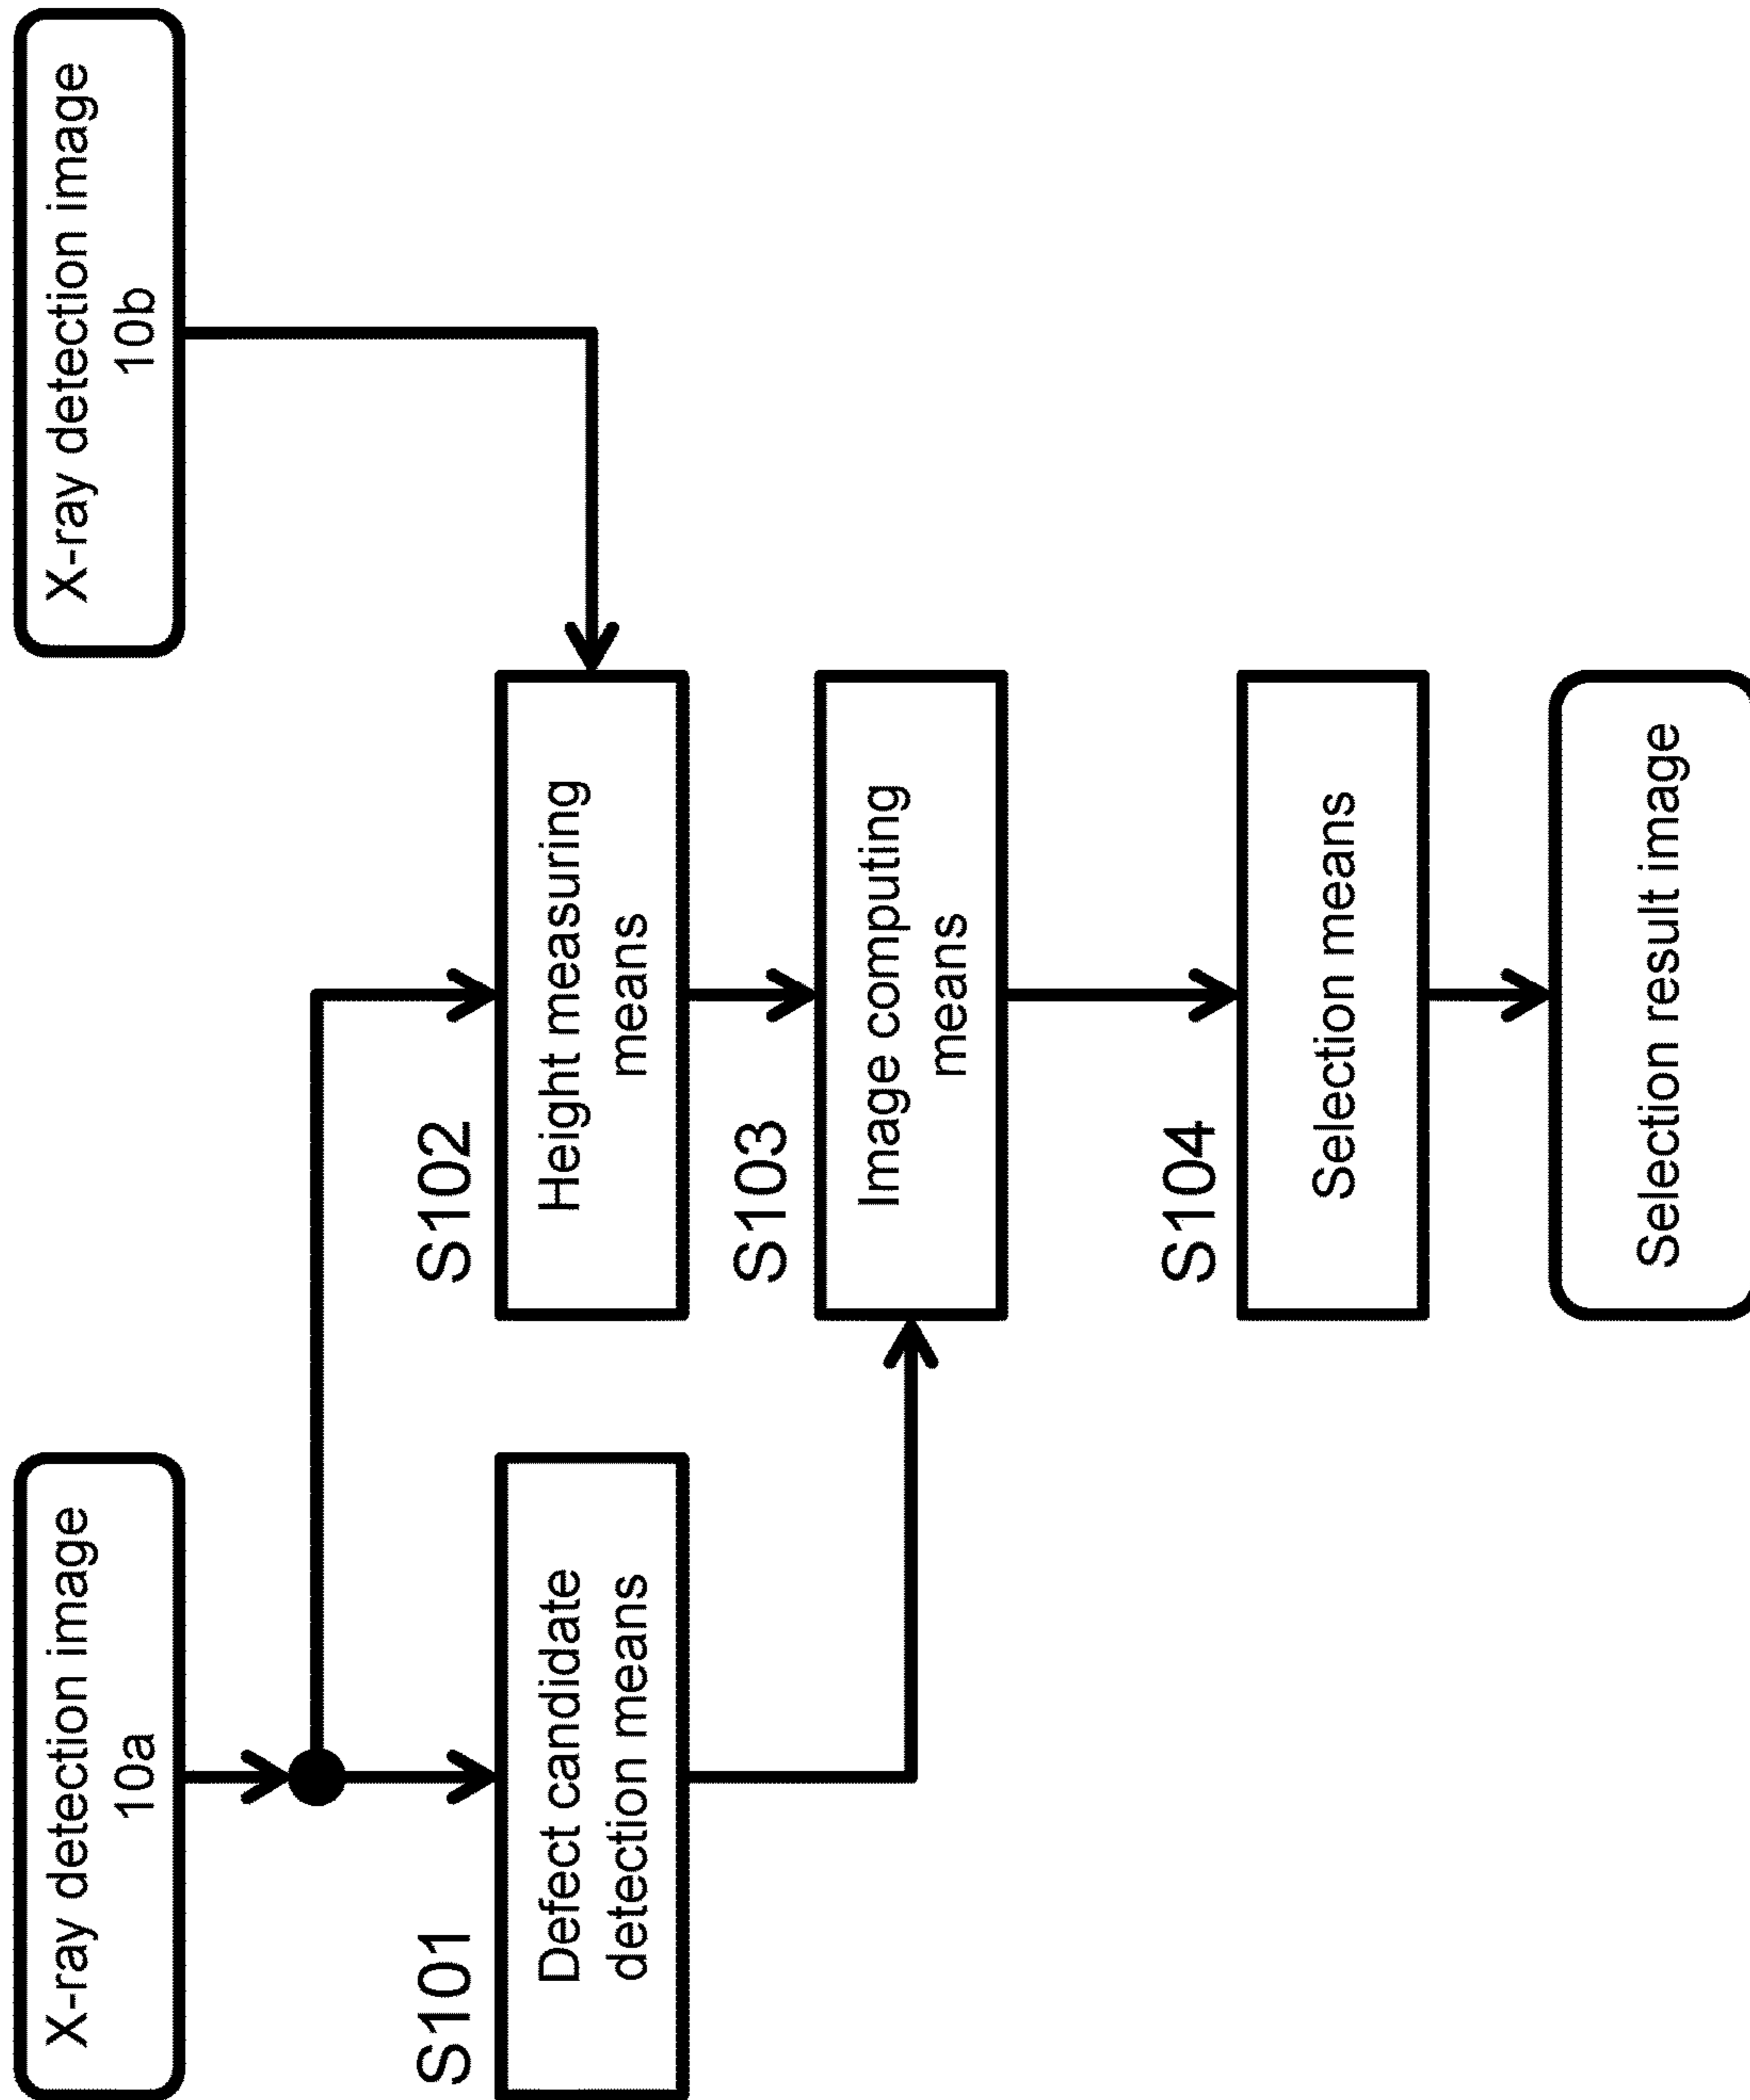 X-ray detection image
10a
X-ray detection image
10b
S101
Defect candidate
detection means
S102
Height measuring
means
S103
Image computing
means
S104
Selection means
Selection result image